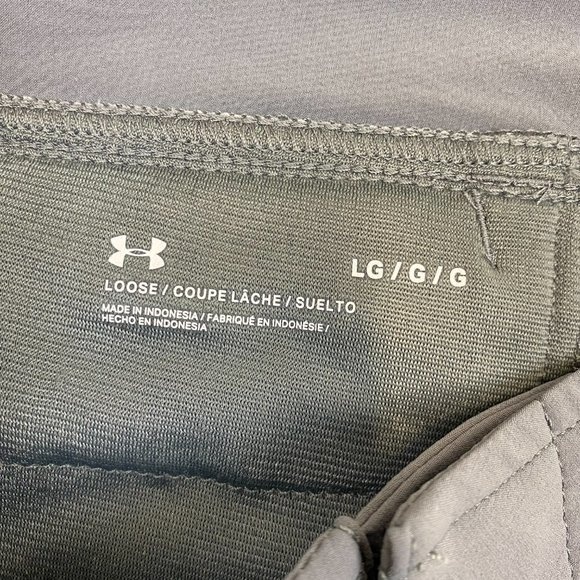 LG / G / G
LOOSE / COUPE LÂCHE / SUELTO
MADE IN INDONESIA / FABRIQUÉ EN INDONÉSIE /
HECHO EN INDONESIA